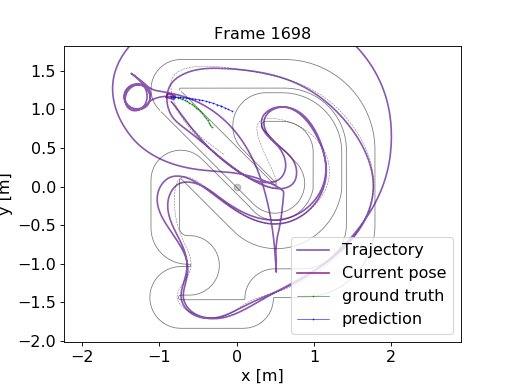 Frame 1698
1.5
1.0
0.5
0.0
−0.5
−1.0
−1.5
−2.0
y [m]
Trajectory
Current pose
ground truth
prediction
−2
−1
0
1
2
x [m]